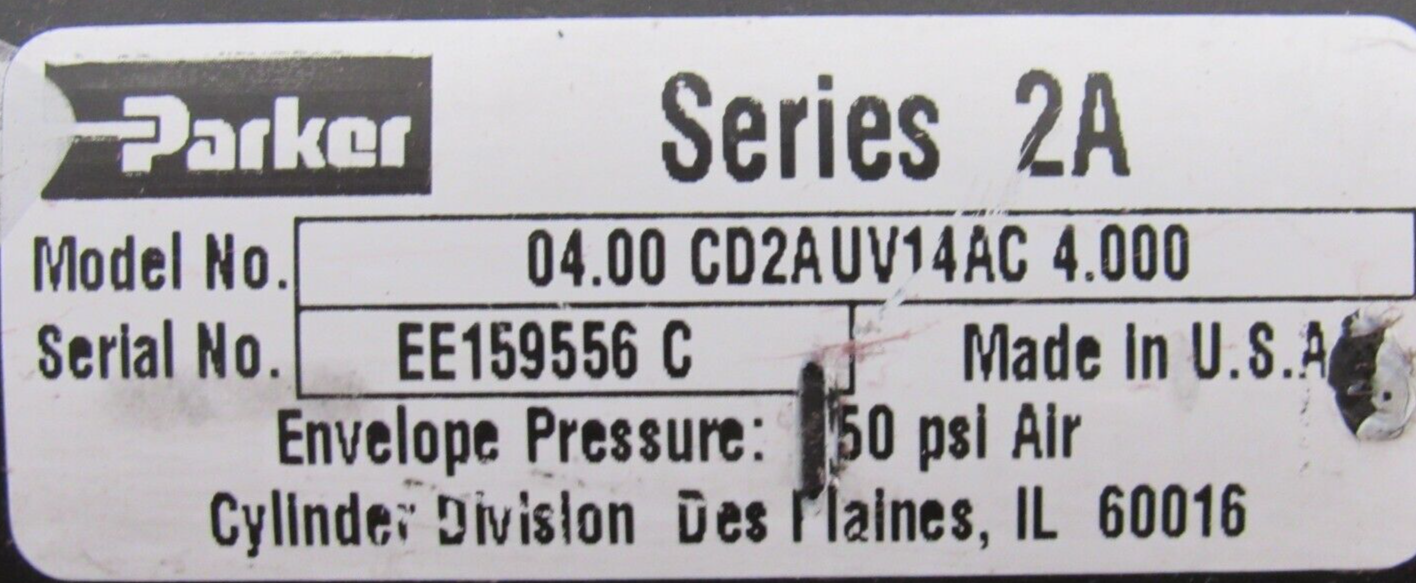 Parker
Series 2A
Model No. 04.00 CD2AUV14AC 4.000
Serial No. EE159556 C Made in U.S.A
Envelope Pressure: psi Air
Cylinder Division Des Plaines, IL 60016